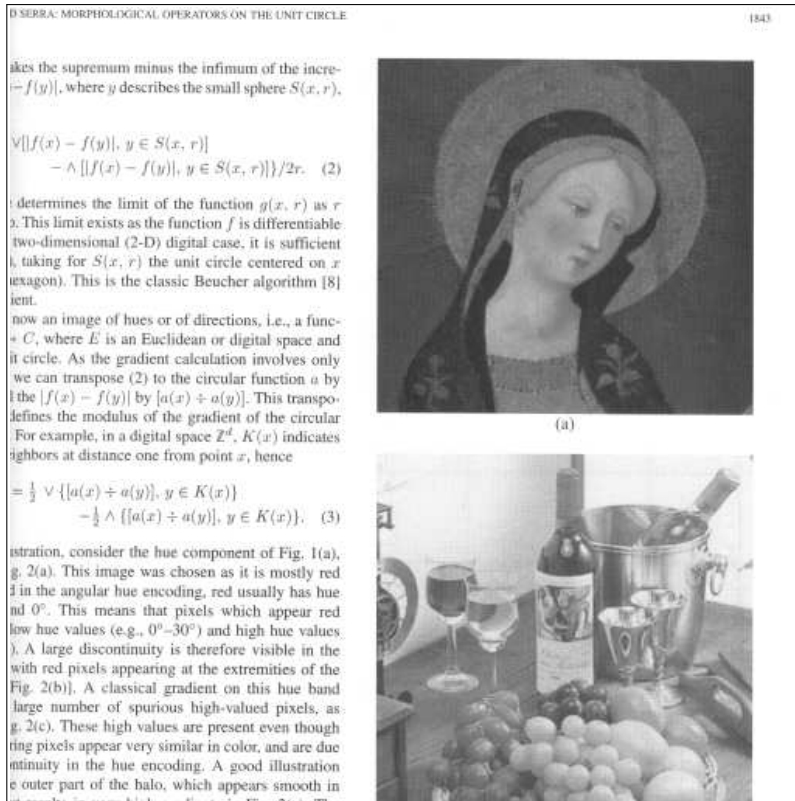 D SERRA: MORPHOLOGICAL OPERATORS ON THE UNIT CIRCLE
1843
akes the supremum minus the infimum of the incre-
−f(y)|, where y describes the small sphere S(x, r),
∨[|f(x) − f(y)|, y ∈ S(x, r)]
− ∧ [|f(x) − f(y)|, y ∈ S(x, r)]}/2r. (2)
determines the limit of the function g(x, r) as r
. This limit exists as the function f is differentiable
two-dimensional (2-D) digital case, it is sufficient
, taking for S(x, r) the unit circle centered on x
hexagon). This is the classic Beucher algorithm [8]
ient.
now an image of hues or of directions, i.e., a func-
C, where E is an Euclidean or digital space and
it circle. As the gradient calculation involves only
we can transpose (2) to the circular function a by
the |f(x) − f(y)| by [a(x) ÷ a(y)]. This transpo-
defines the modulus of the gradient of the circular
For example, in a digital space ℤᵈ, K(x) indicates
ighbors at distance one from point x, hence
= ½ ∨ {[a(x) ÷ a(y)], y ∈ K(x)}
−½ ∧ {[a(x) ÷ a(y)], y ∈ K(x)}. (3)
stration, consider the hue component of Fig. 1(a),
g. 2(a). This image was chosen as it is mostly red
in the angular hue encoding, red usually has hue
nd 0°. This means that pixels which appear red
low hue values (e.g., 0°–30°) and high hue values
). A large discontinuity is therefore visible in the
with red pixels appearing at the extremities of the
Fig. 2(b)]. A classical gradient on this hue band
large number of spurious high-valued pixels, as
g. 2(c). These high values are present even though
ring pixels appear very similar in color, and are due
ntinuity in the hue encoding. A good illustration
e outer part of the halo, which appears smooth in
(a)